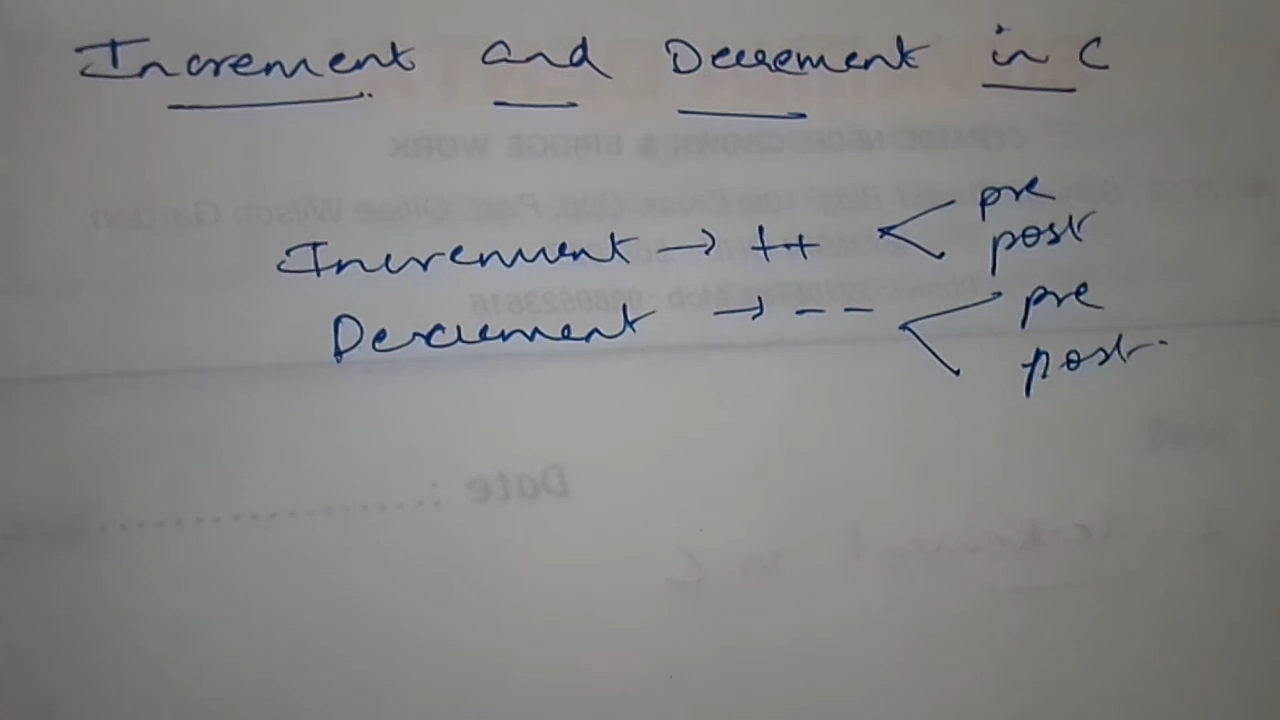 Increment and Decrement in C
Increment → ++ < pre
post
Decrement → -- < pre
post